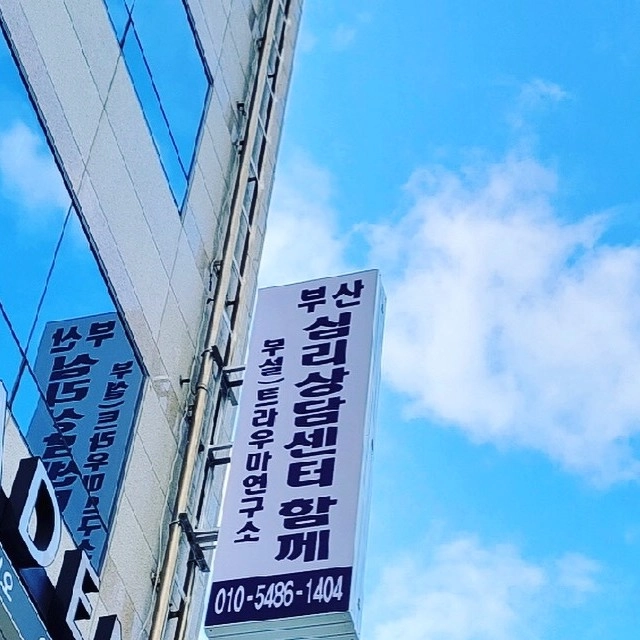 부산
심리상담센터 함께
부설)트라우마연구소
010-5486-1404
DE